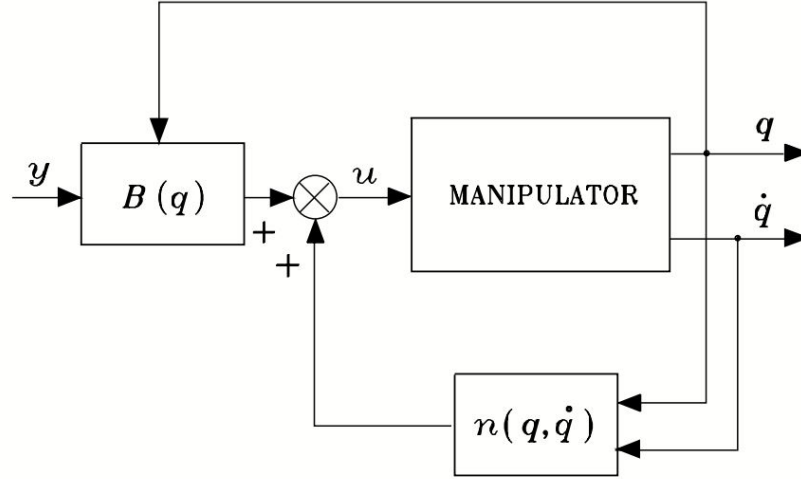 q
y
B (q)
+
u
MANIPULATOR
q̇
+
n(q, q̇)